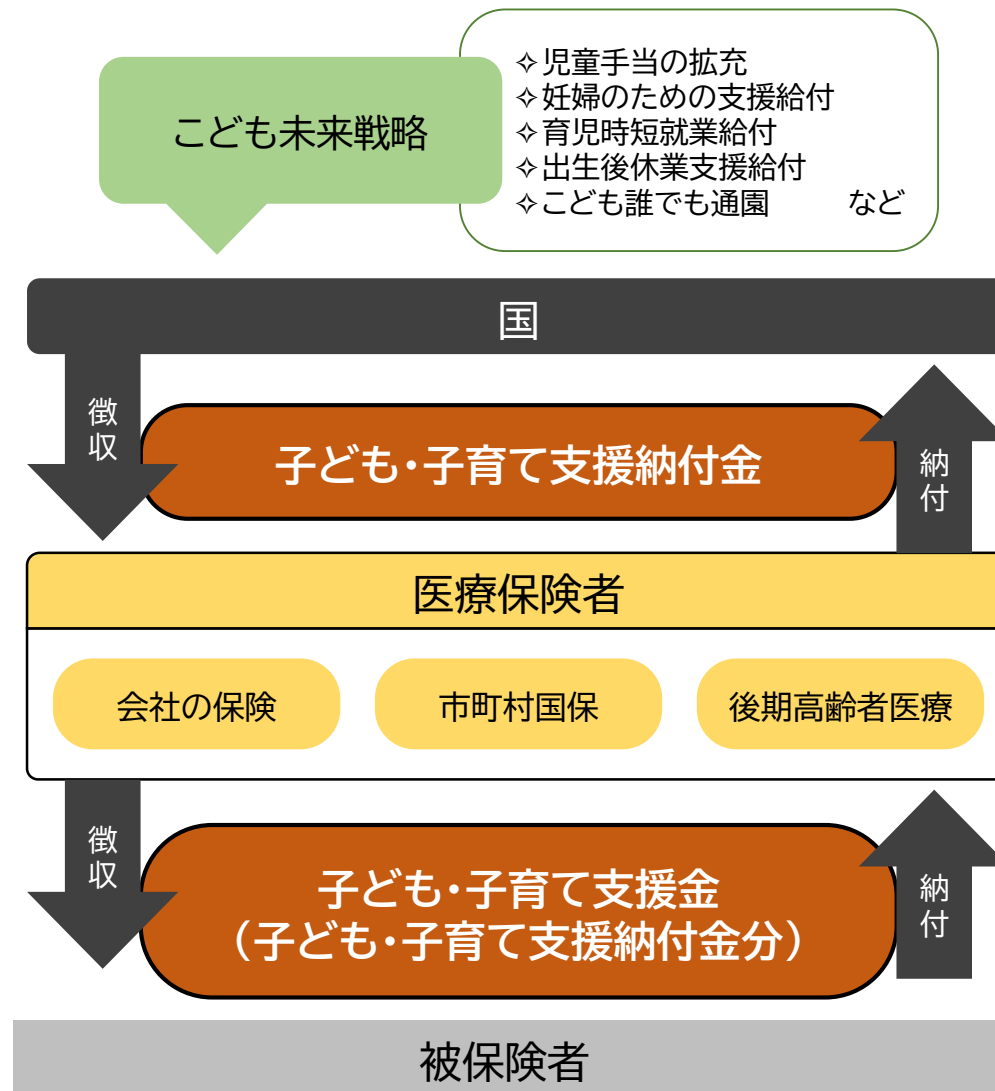 こども未来戦略
✧児童手当の拡充
✧妊婦のための支援給付
✧育児時短就業給付
✧出生後休業支援給付
✧こども誰でも通園　　など
国
徴収
子ども・子育て支援納付金
納付
医療保険者
会社の保険
市町村国保
後期高齢者医療
徴収
子ども・子育て支援金
（子ども・子育て支援納付金分）
納付
被保険者